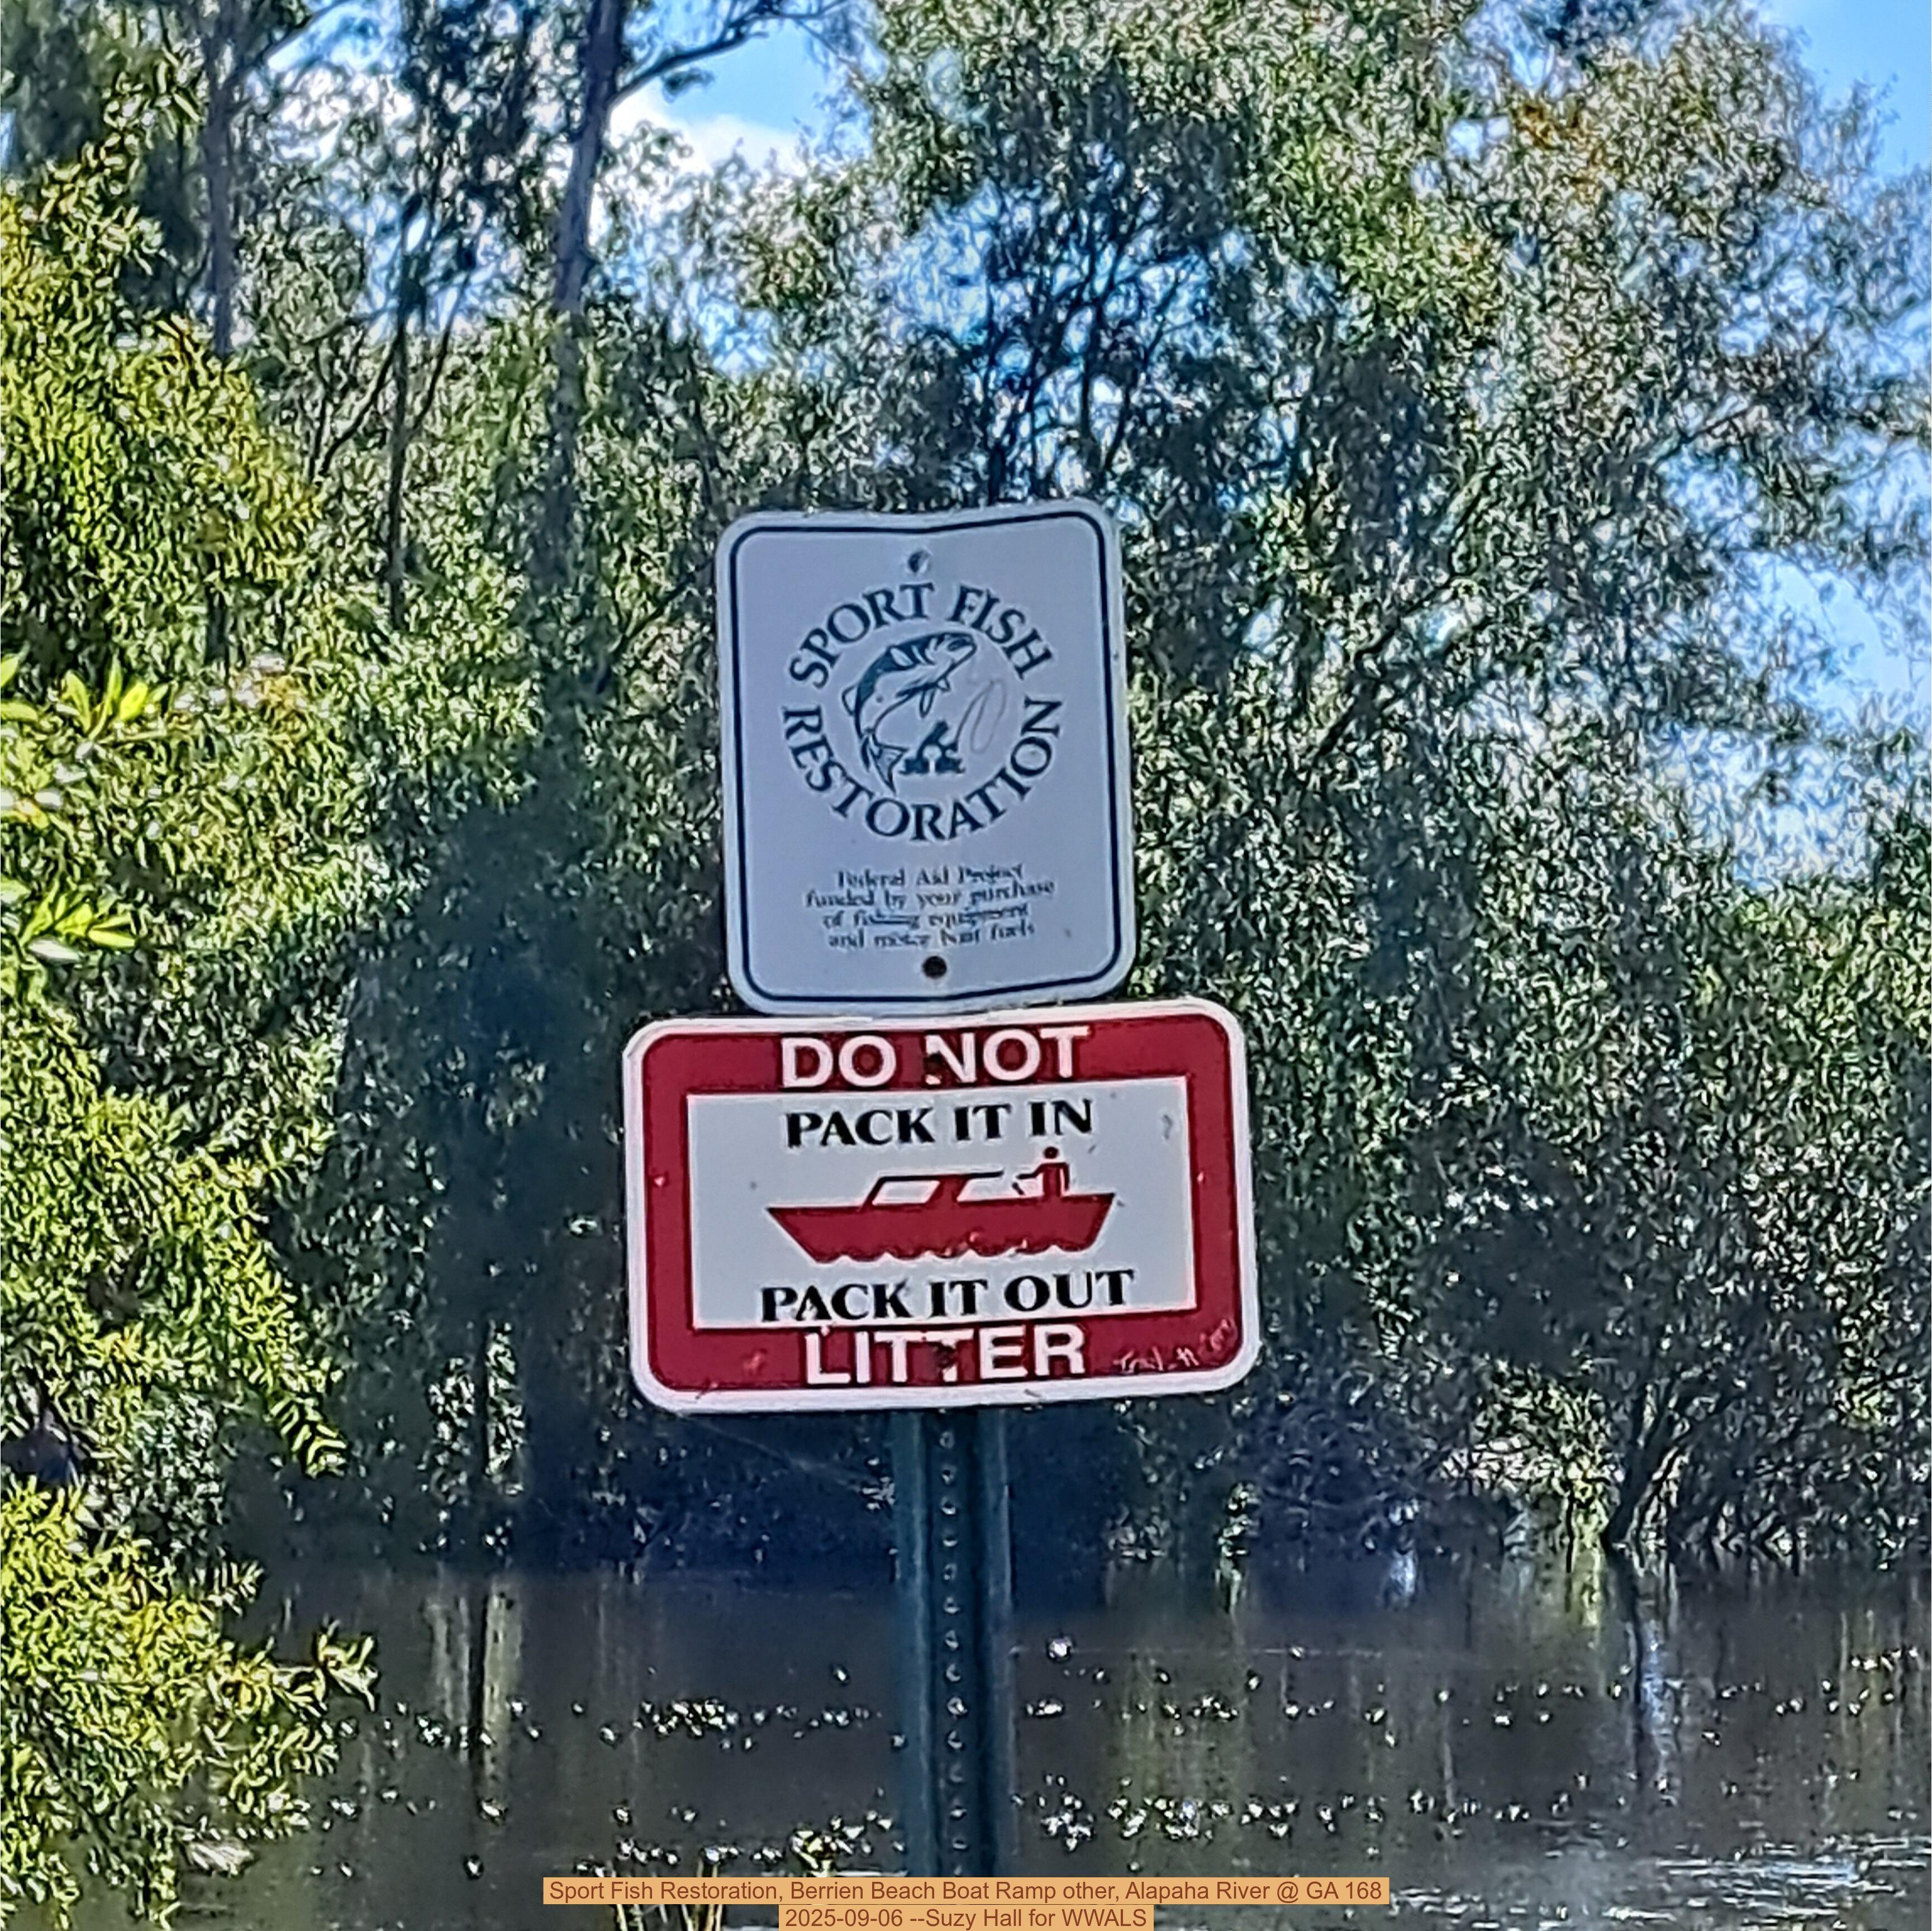 SPORT FISH
RESTORATION
Federal Aid Project
funded by your purchase
of fishing equipment
and motor boat fuels
DO NOT
PACK IT IN
PACK IT OUT
LITTER
Sport Fish Restoration, Berrien Beach Boat Ramp other, Alapaha River @ GA 168
2025-09-06 --Suzy Hall for WWALS